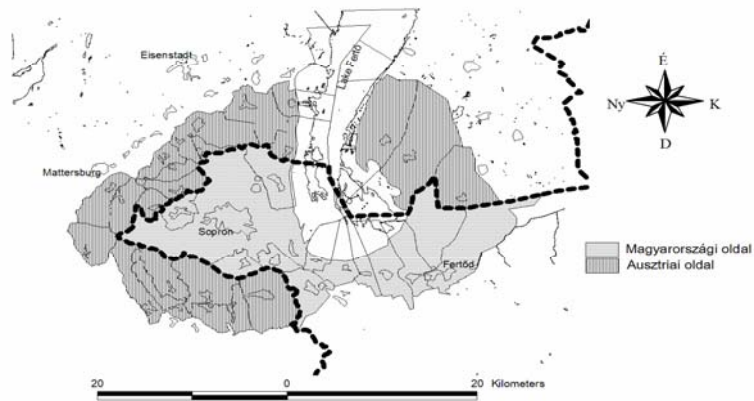 Eisenstadt
Lake Fertő
É
Ny
K
D
Mattersburg
Sopron
Fertőd
Magyarországi oldal
Ausztriai oldal
20
0
20
Kilometers